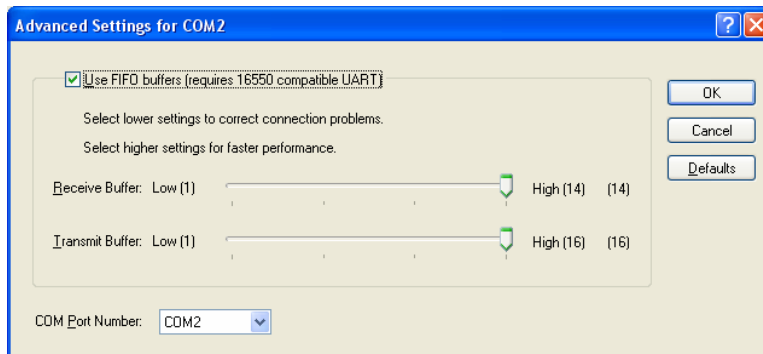 Advanced Settings for COM2
Use FIFO buffers (requires 16550 compatible UART)
OK
Select lower settings to correct connection problems.
Cancel
Select higher settings for faster performance.
Defaults
Receive Buffer: Low (1) High (14) (14)
Transmit Buffer: Low (1) High (16) (16)
COM Port Number: COM2